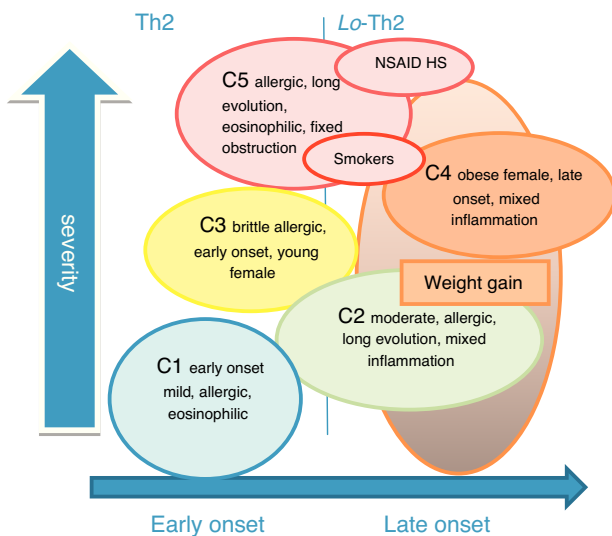 Th2
Lo-Th2
NSAID HS
C5 allergic, long
evolution,
eosinophilic, fixed
obstruction
Smokers
C4 obese female, late
onset, mixed
inflammation
C3 brittle allergic,
early onset, young
female
severity
Weight gain
C2 moderate, allergic,
long evolution, mixed
inflammation
C1 early onset
mild, allergic,
eosinophilic
Early onset
Late onset